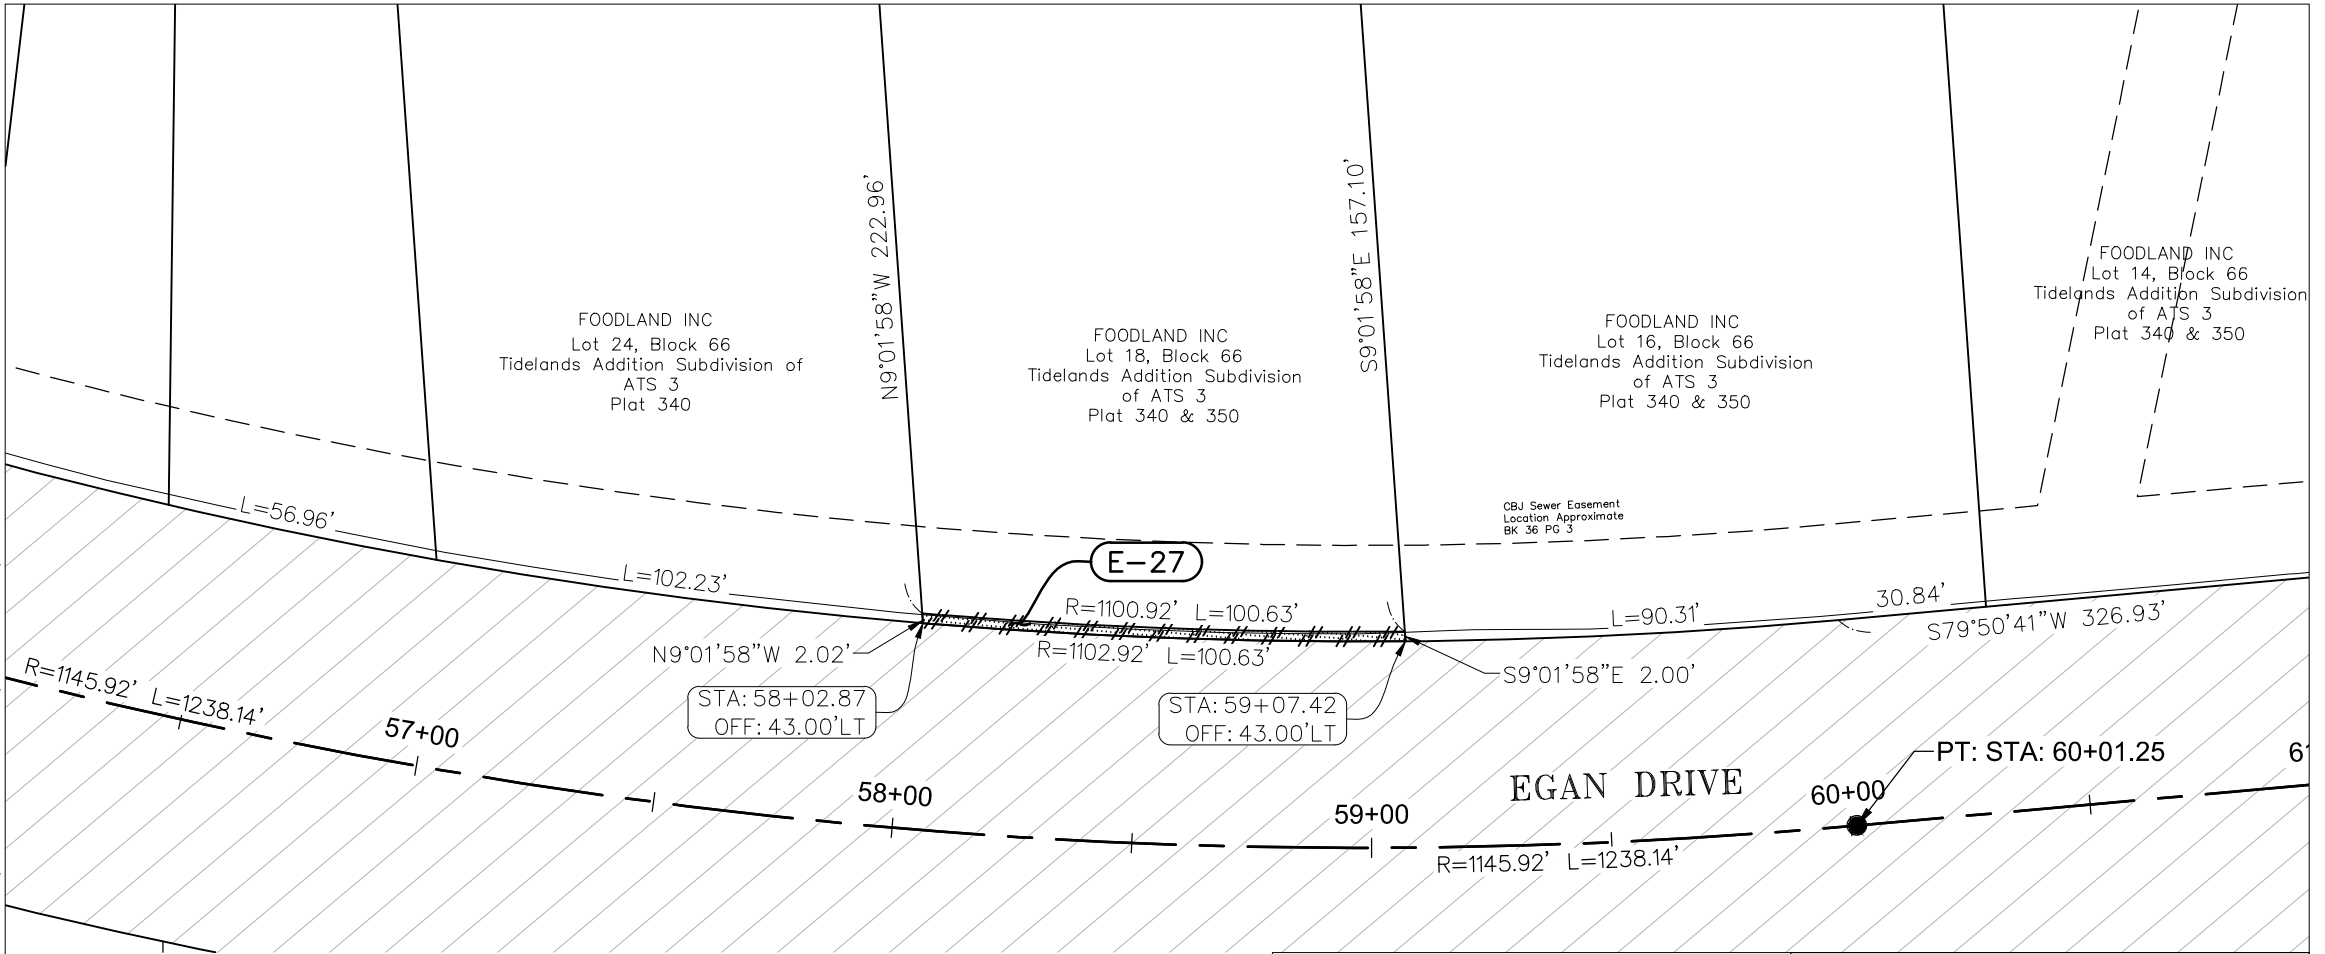 FOODLAND INC
Lot 24, Block 66
Tidelands Addition Subdivision of
ATS 3
Plat 340
N9°01'58"W 222.96'
FOODLAND INC
Lot 18, Block 66
Tidelands Addition Subdivision
of ATS 3
Plat 340 & 350
S9°01'58"E 157.10'
FOODLAND INC
Lot 16, Block 66
Tidelands Addition Subdivision
of ATS 3
Plat 340 & 350
FOODLAND INC
Lot 14, Block 66
Tidelands Addition Subdivision
of ATS 3
Plat 340 & 350
CBJ Sewer Easement
Location Approximate
BK 36 PG 3
L=56.96'
L=102.23'
E-27
R=1100.92' L=100.63'
R=1102.92' L=100.63'
L=90.31'
30.84'
S79°50'41"W 326.93'
N9°01'58"W 2.02'
S9°01'58"E 2.00'
STA: 58+02.87
OFF: 43.00'LT
STA: 59+07.42
OFF: 43.00'LT
R=1145.92' L=1238.14'
57+00
58+00
59+00
EGAN DRIVE
60+00
PT: STA: 60+01.25
61
R=1145.92' L=1238.14'